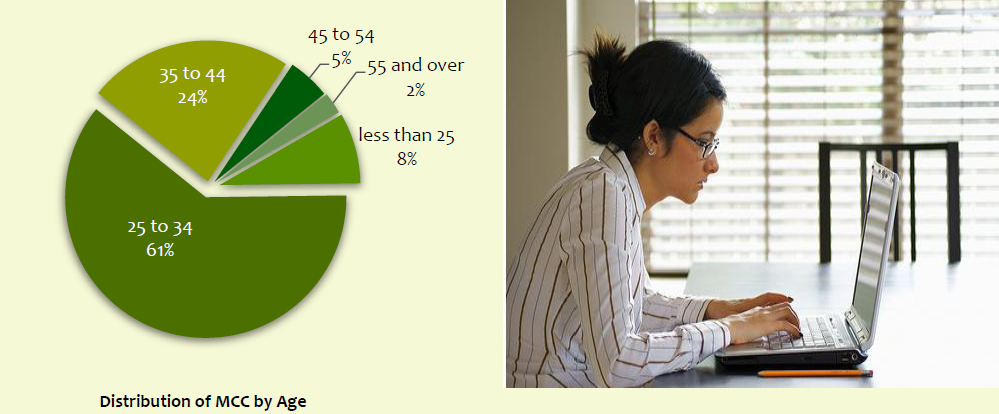 45 to 54
5%
55 and over
2%
35 to 44
24%
less than 25
8%
25 to 34
61%
Distribution of MCC by Age